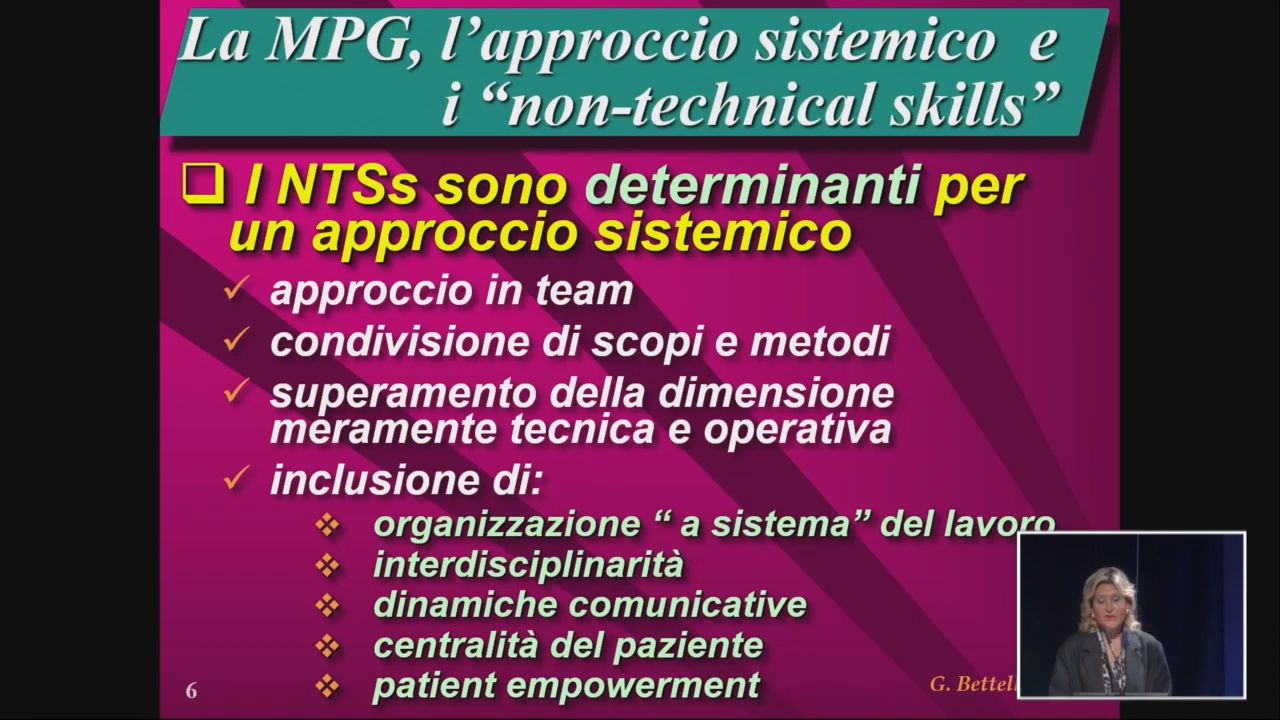 La MPG, l’approccio sistemico e
i “non-technical skills”
I NTSs sono determinanti per
un approccio sistemico
approccio in team
condivisione di scopi e metodi
superamento della dimensione
meramente tecnica e operativa
inclusione di:
organizzazione “ a sistema” del lavoro
interdisciplinarità
dinamiche comunicative
centralità del paziente
patient empowerment
6
G.